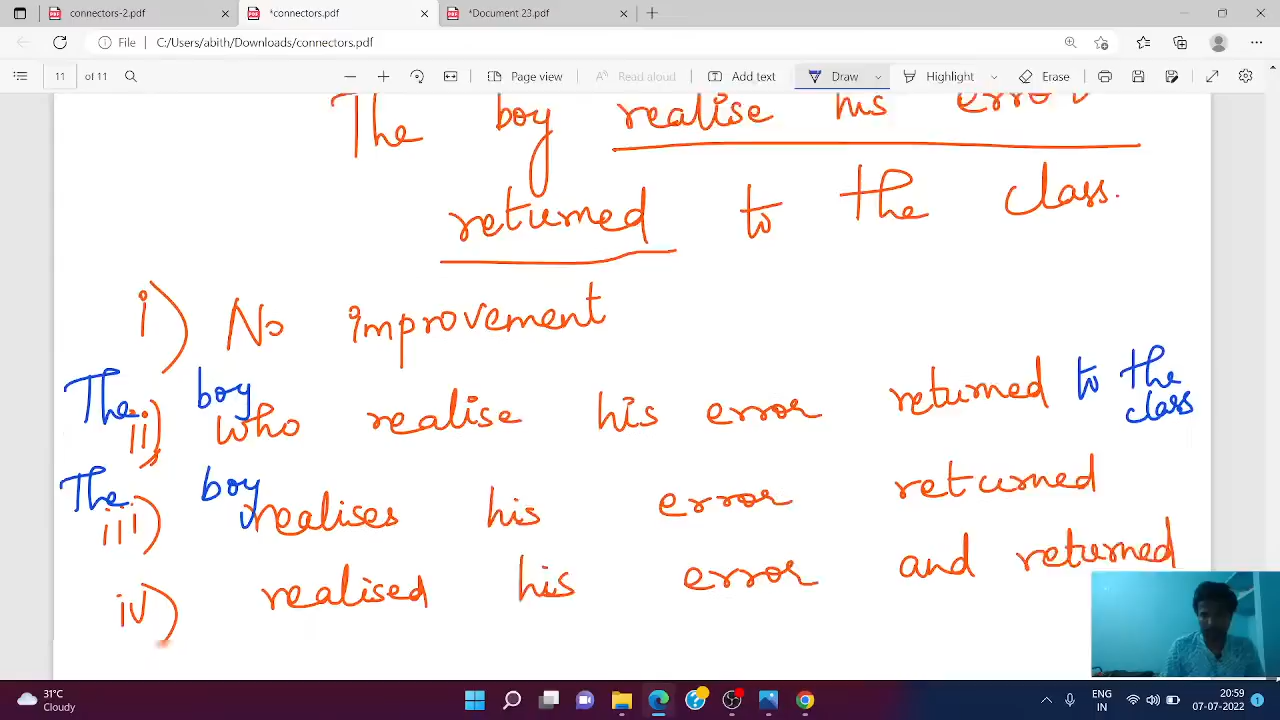 connectors-2.pdf
*connectors.pdf
*Document 23.pdf
File
C:/Users/abith/Downloads/connectors.pdf
11 of 11
Page view
Read aloud
Add text
Draw
Highlight
Erase
The boy realise his error
returned to the class.
i) No improvement
The boy
ii) who realise his error returned to the class
The boy
iii) realises his error returned
iv) realised his error and returned
31°C
Cloudy
ENG
IN
20:59
07-07-2022